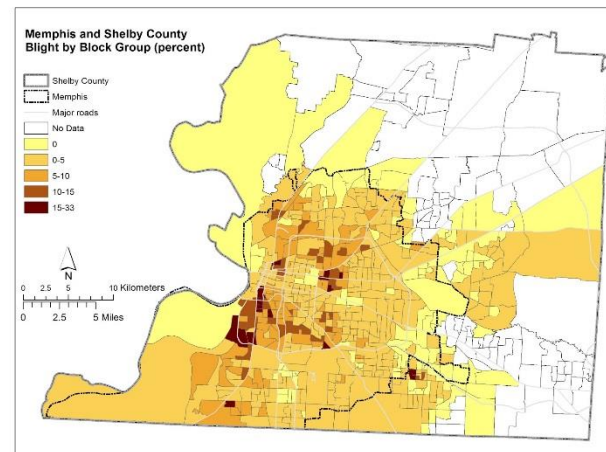 Memphis and Shelby County
Blight by Block Group (percent)
Shelby County
Memphis
Major roads
No Data
0
0-5
5-10
10-15
15-33
N
0 2.5 5 10 Kilometers
0 2.5 5 Miles